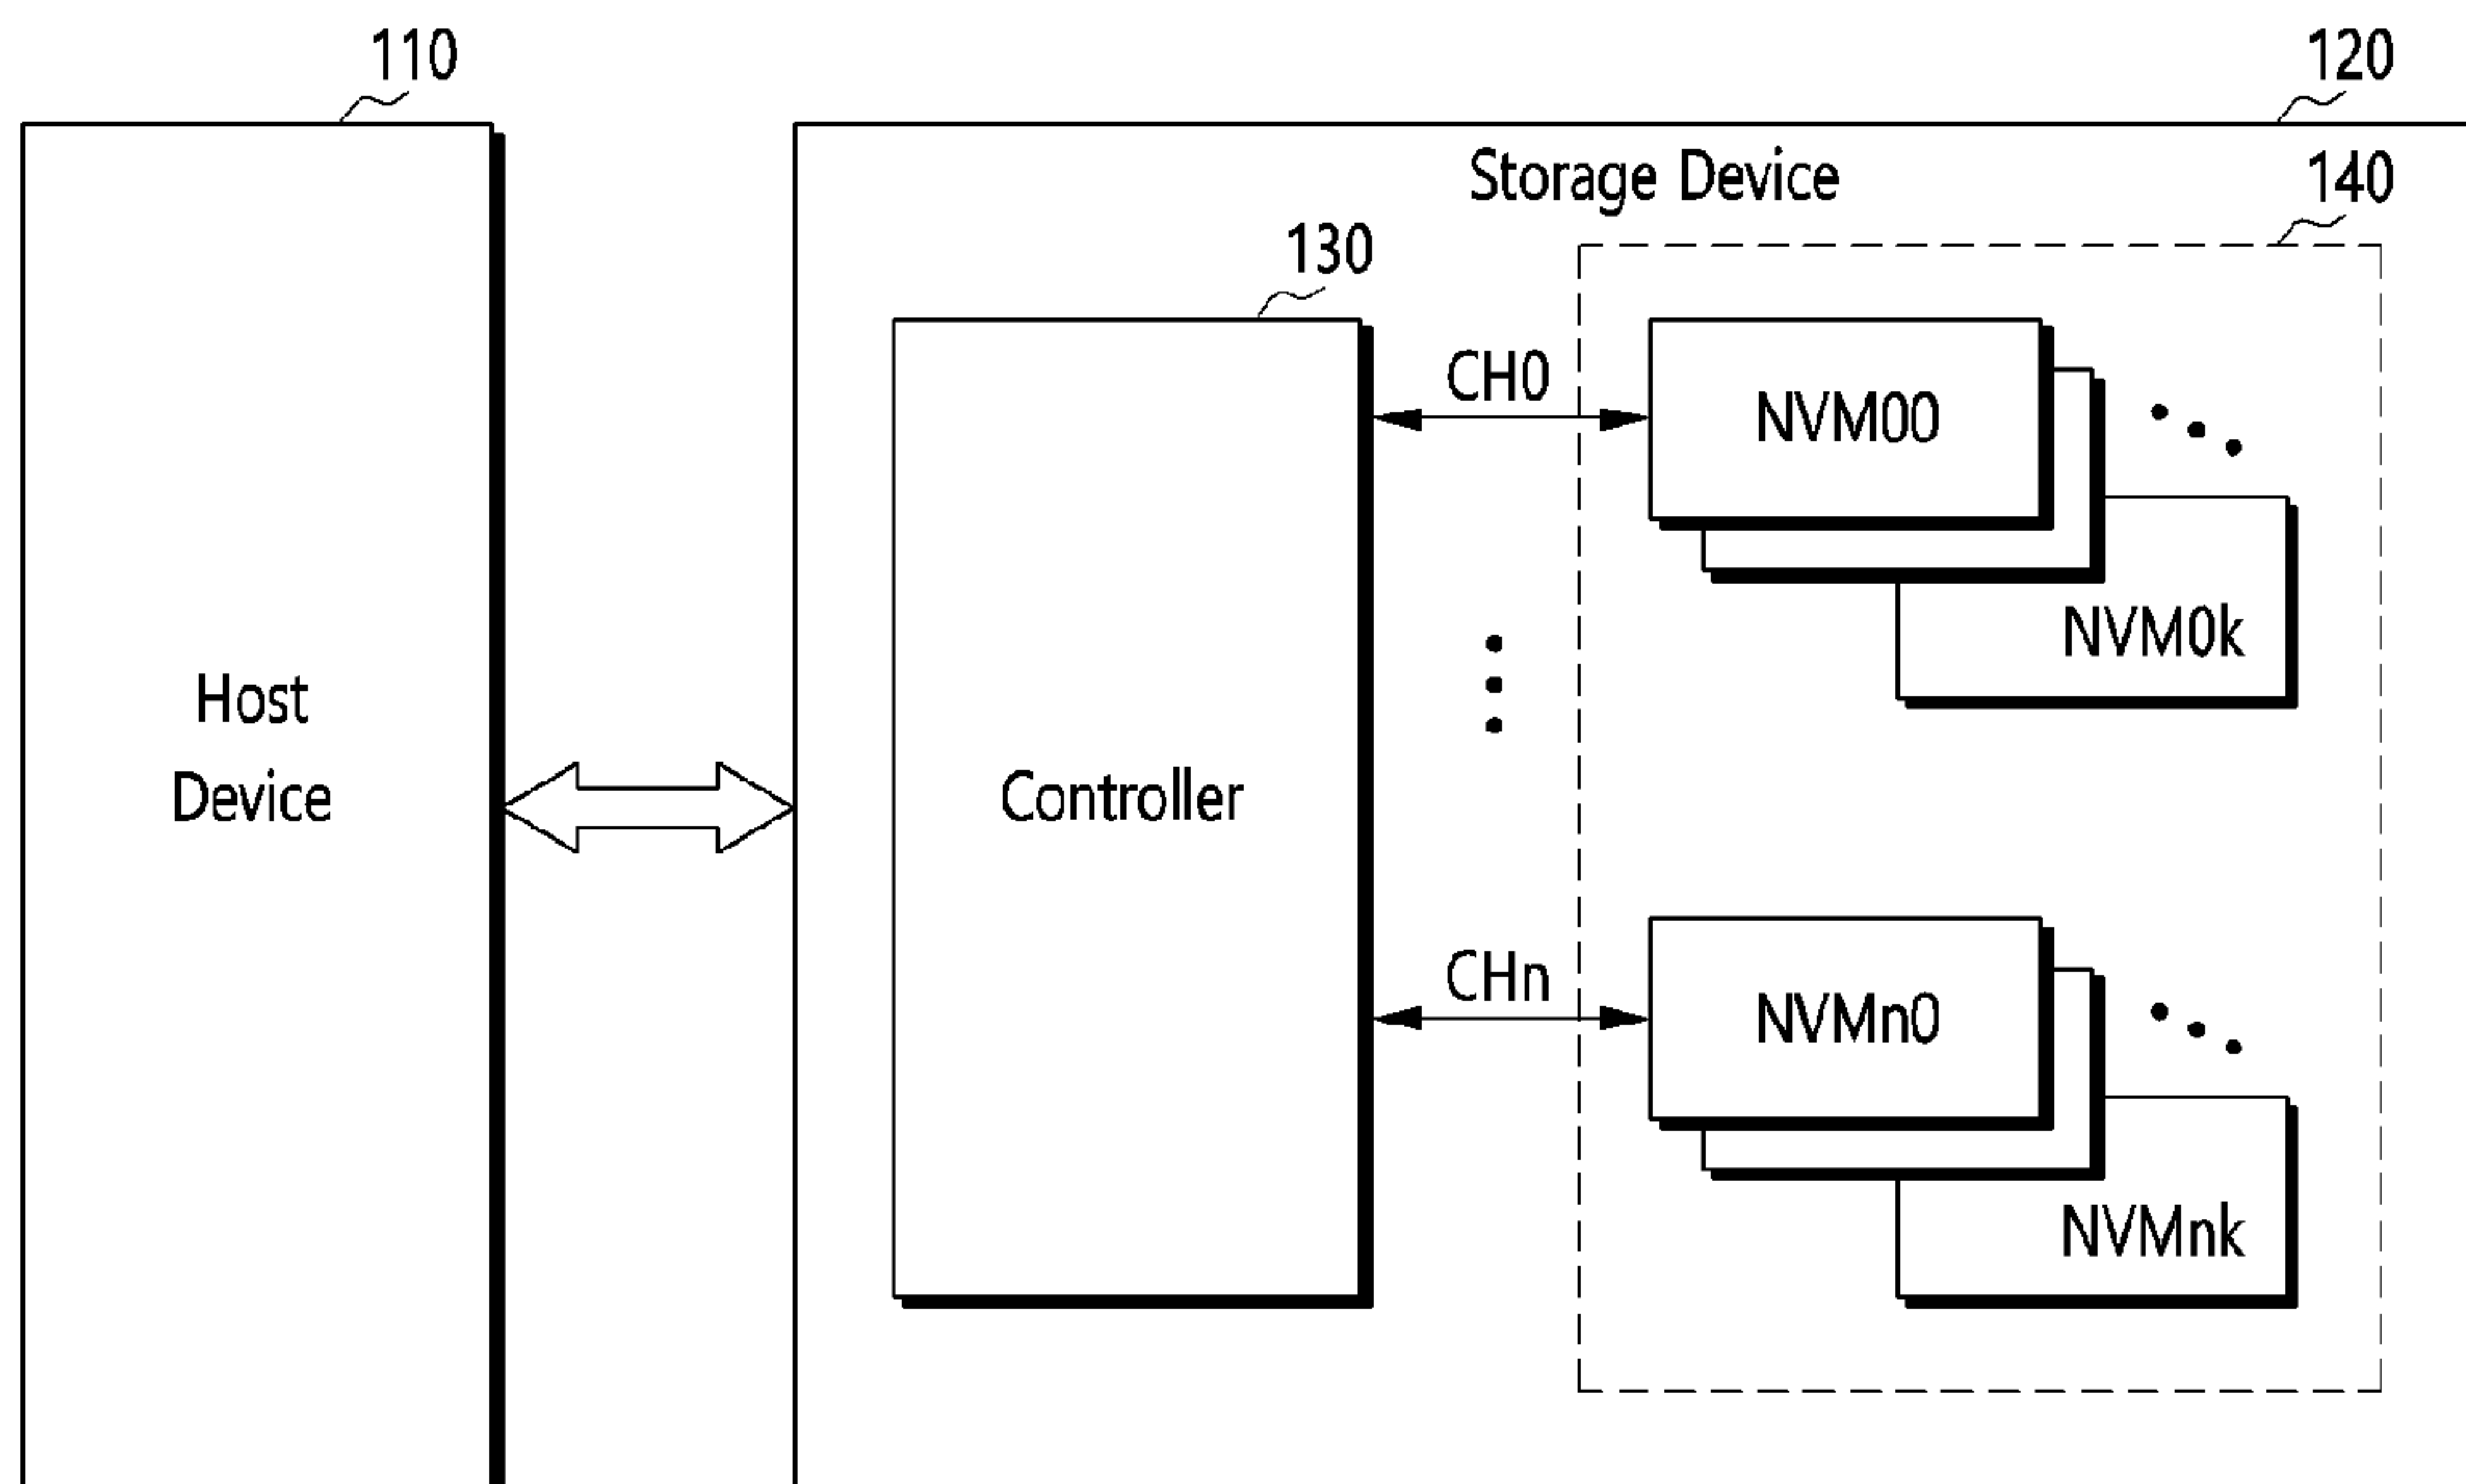 110
120
Storage Device
140
130
CH0
NVM00
NVM0k
Host
Device
Controller
CHn
NVMn0
NVMnk